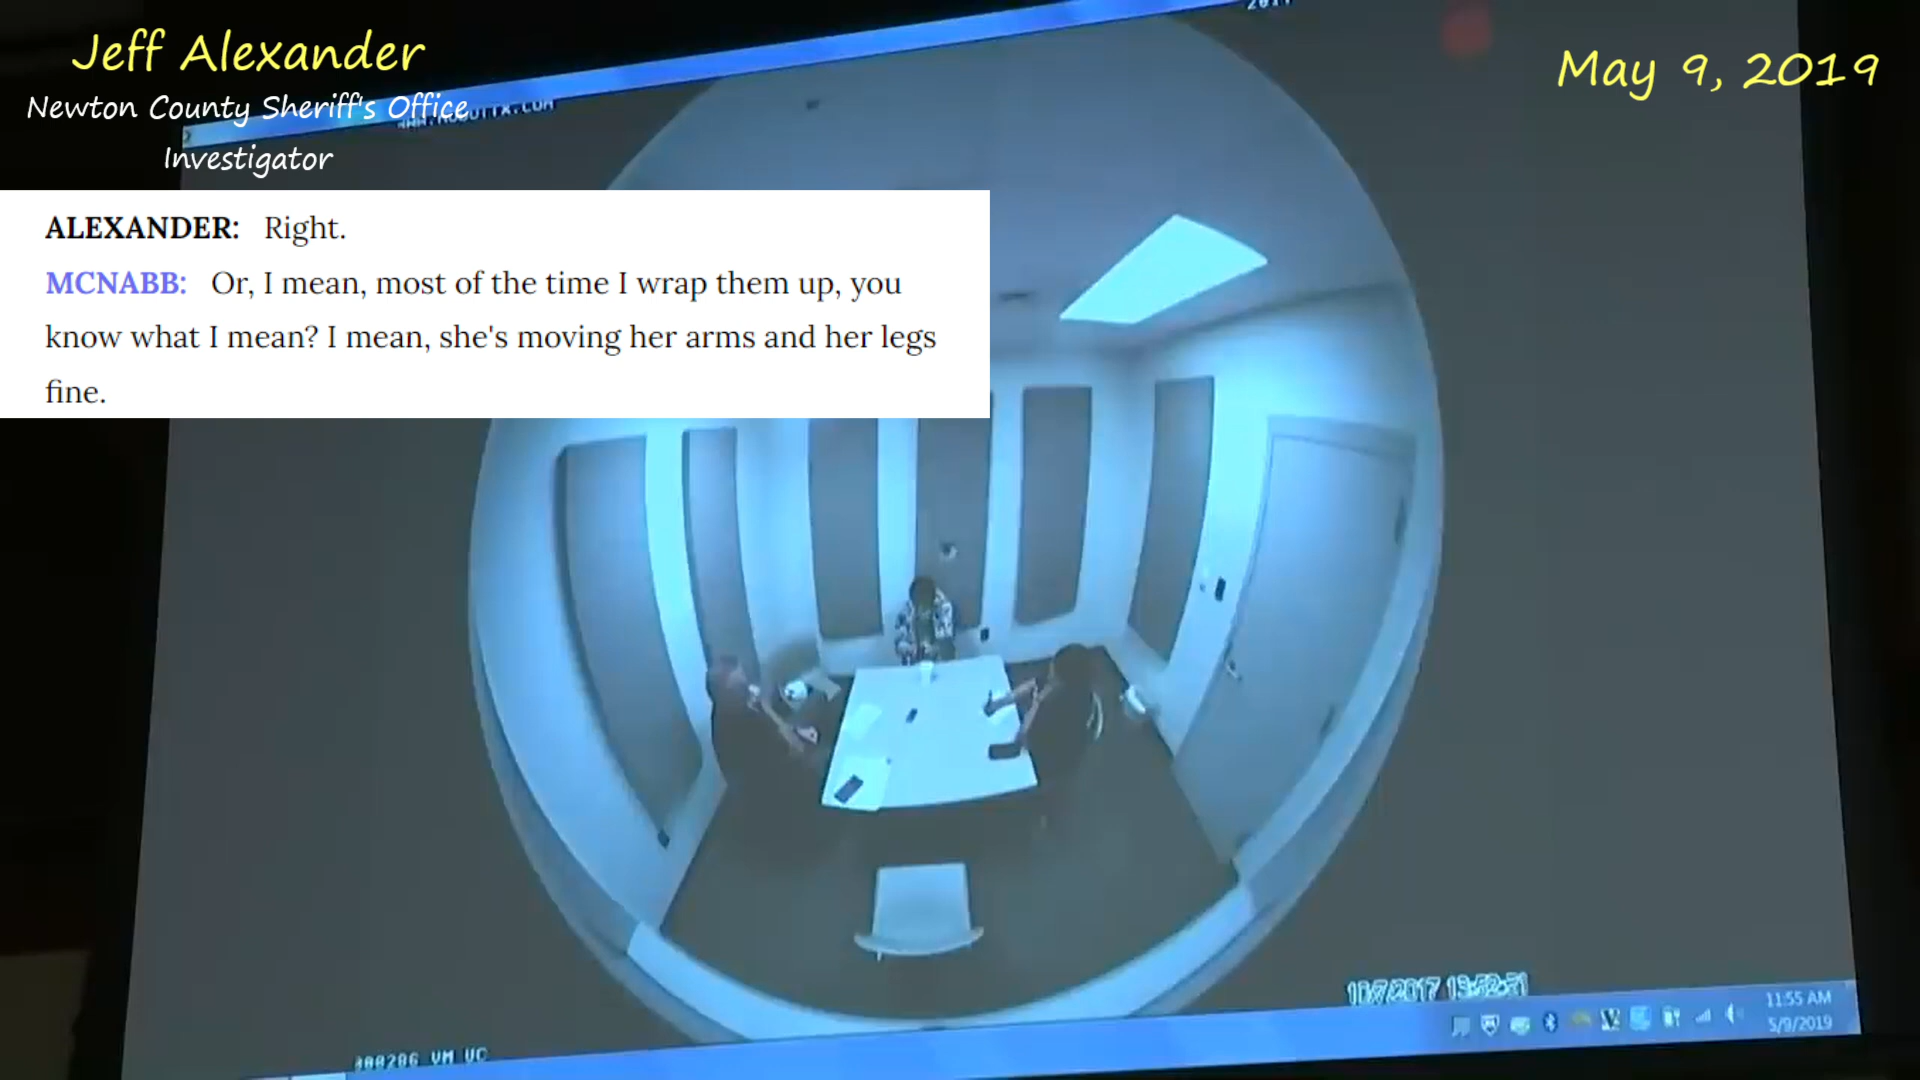 Jeff Alexander
Newton County Sheriff's Office
Investigator
May 9, 2019
ALEXANDER: Right.
MCNABB: Or, I mean, most of the time I wrap them up, you
know what I mean? I mean, she's moving her arms and her legs
fine.
11:55 AM
5/9/2019